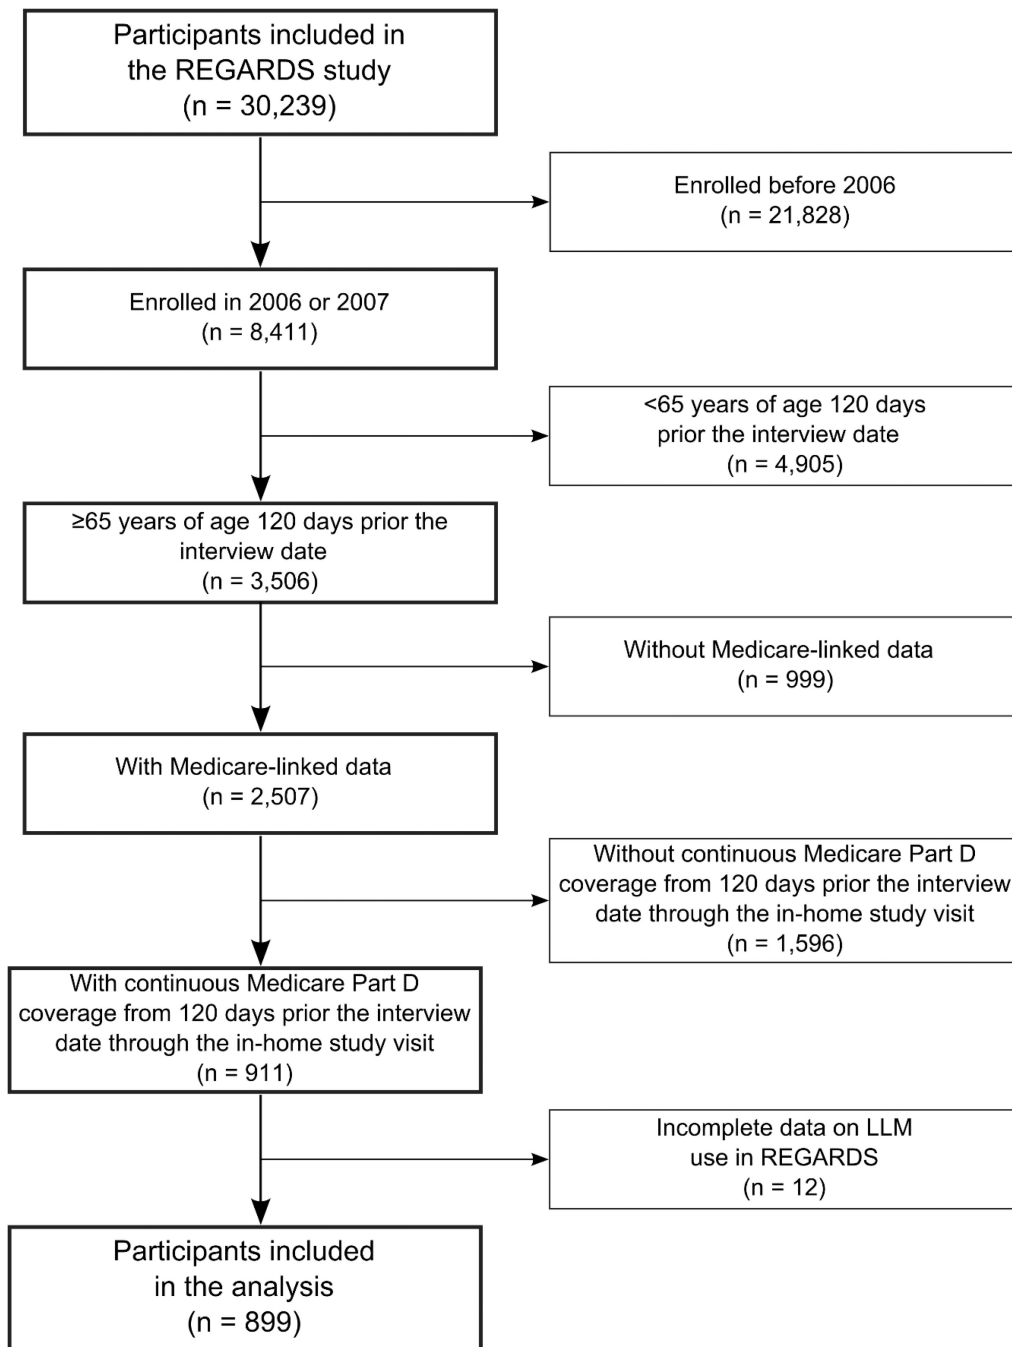 Participants included in
the REGARDS study
(n = 30,239)
Enrolled before 2006
(n = 21,828)
Enrolled in 2006 or 2007
(n = 8,411)
<65 years of age 120 days
prior the interview date
(n = 4,905)
≥65 years of age 120 days prior the
interview date
(n = 3,506)
Without Medicare-linked data
(n = 999)
With Medicare-linked data
(n = 2,507)
Without continuous Medicare Part D
coverage from 120 days prior the interview
date through the in-home study visit
(n = 1,596)
With continuous Medicare Part D
coverage from 120 days prior the interview
date through the in-home study visit
(n = 911)
Incomplete data on LLM
use in REGARDS
(n = 12)
Participants included
in the analysis
(n = 899)